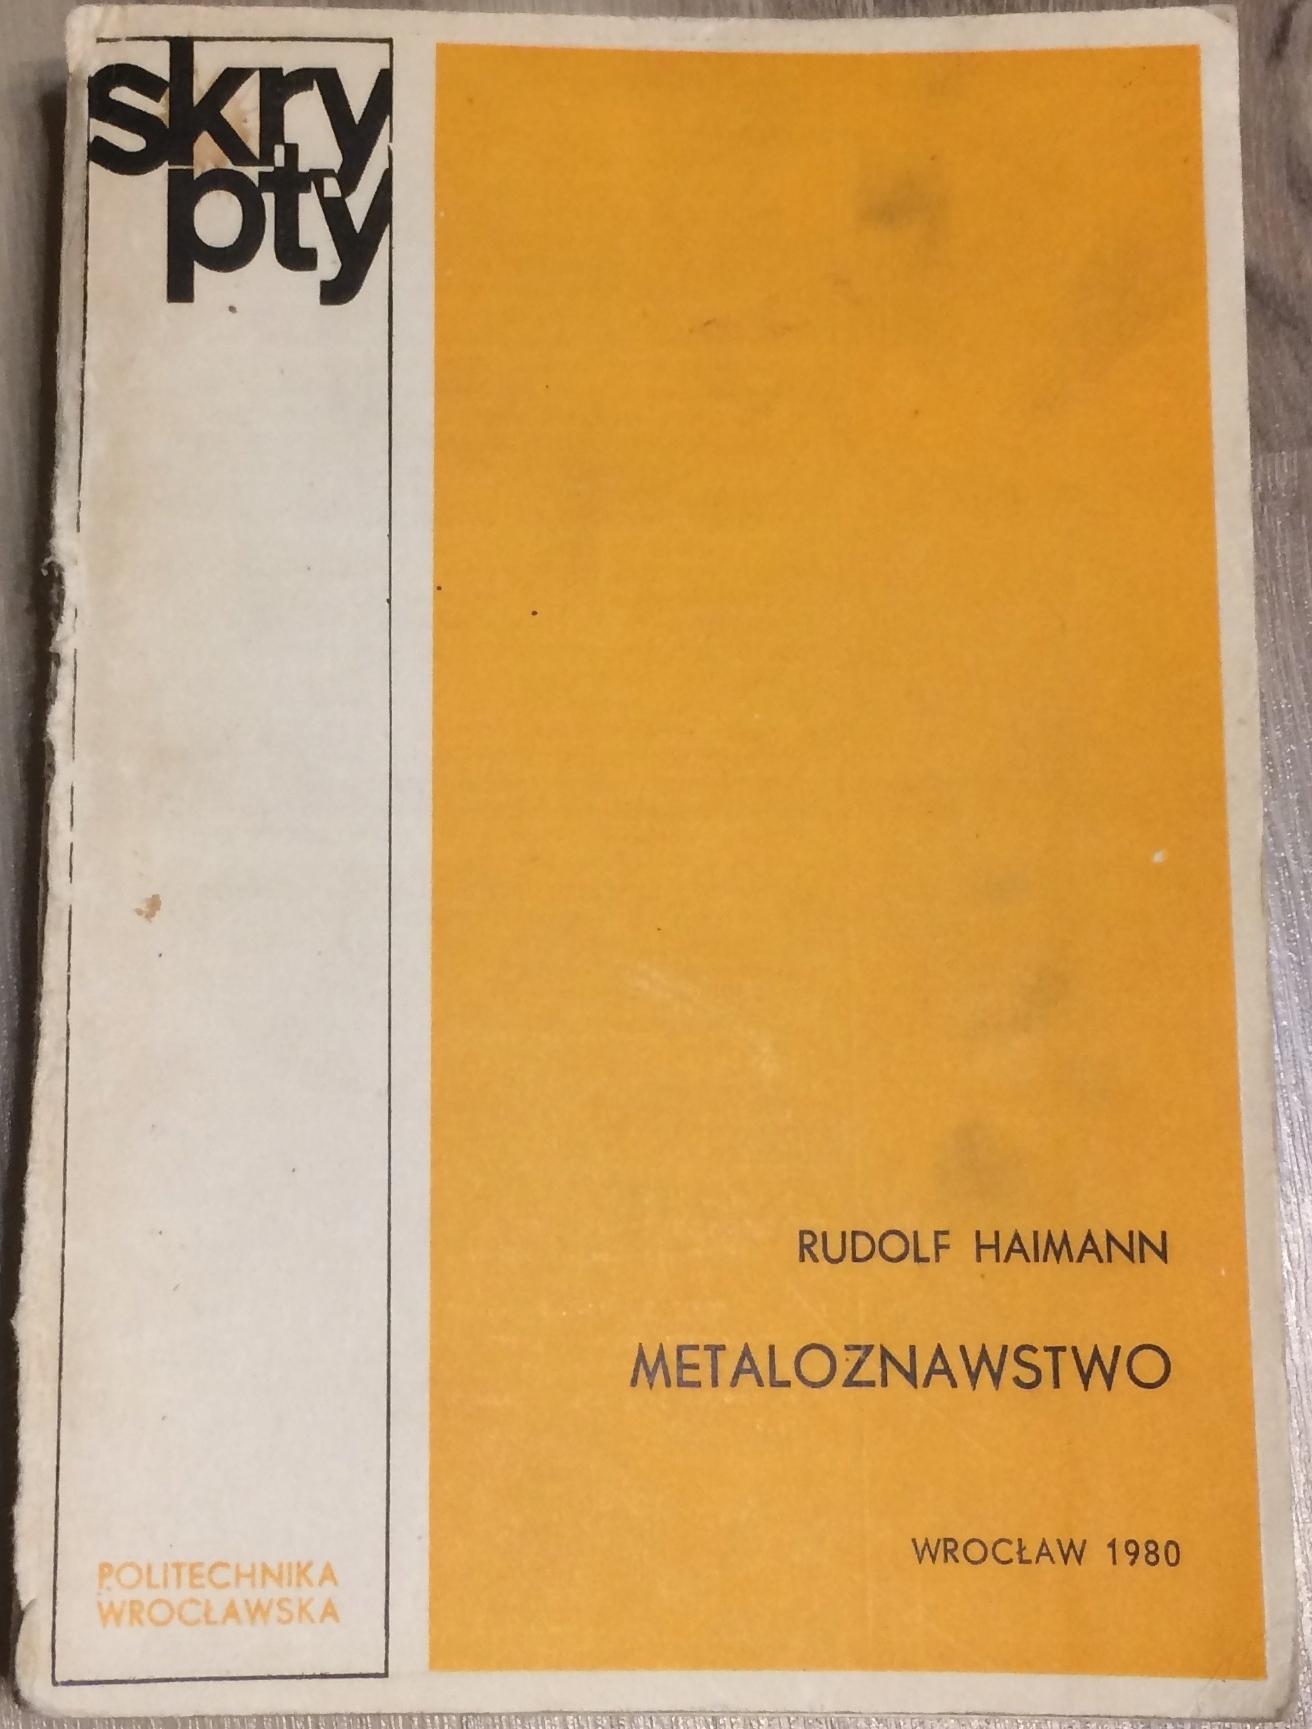 skry
pty
RUDOLF HAIMANN
METALOZNAWSTWO
WROCŁAW 1980
POLITECHNIKA
WROCŁAWSKA